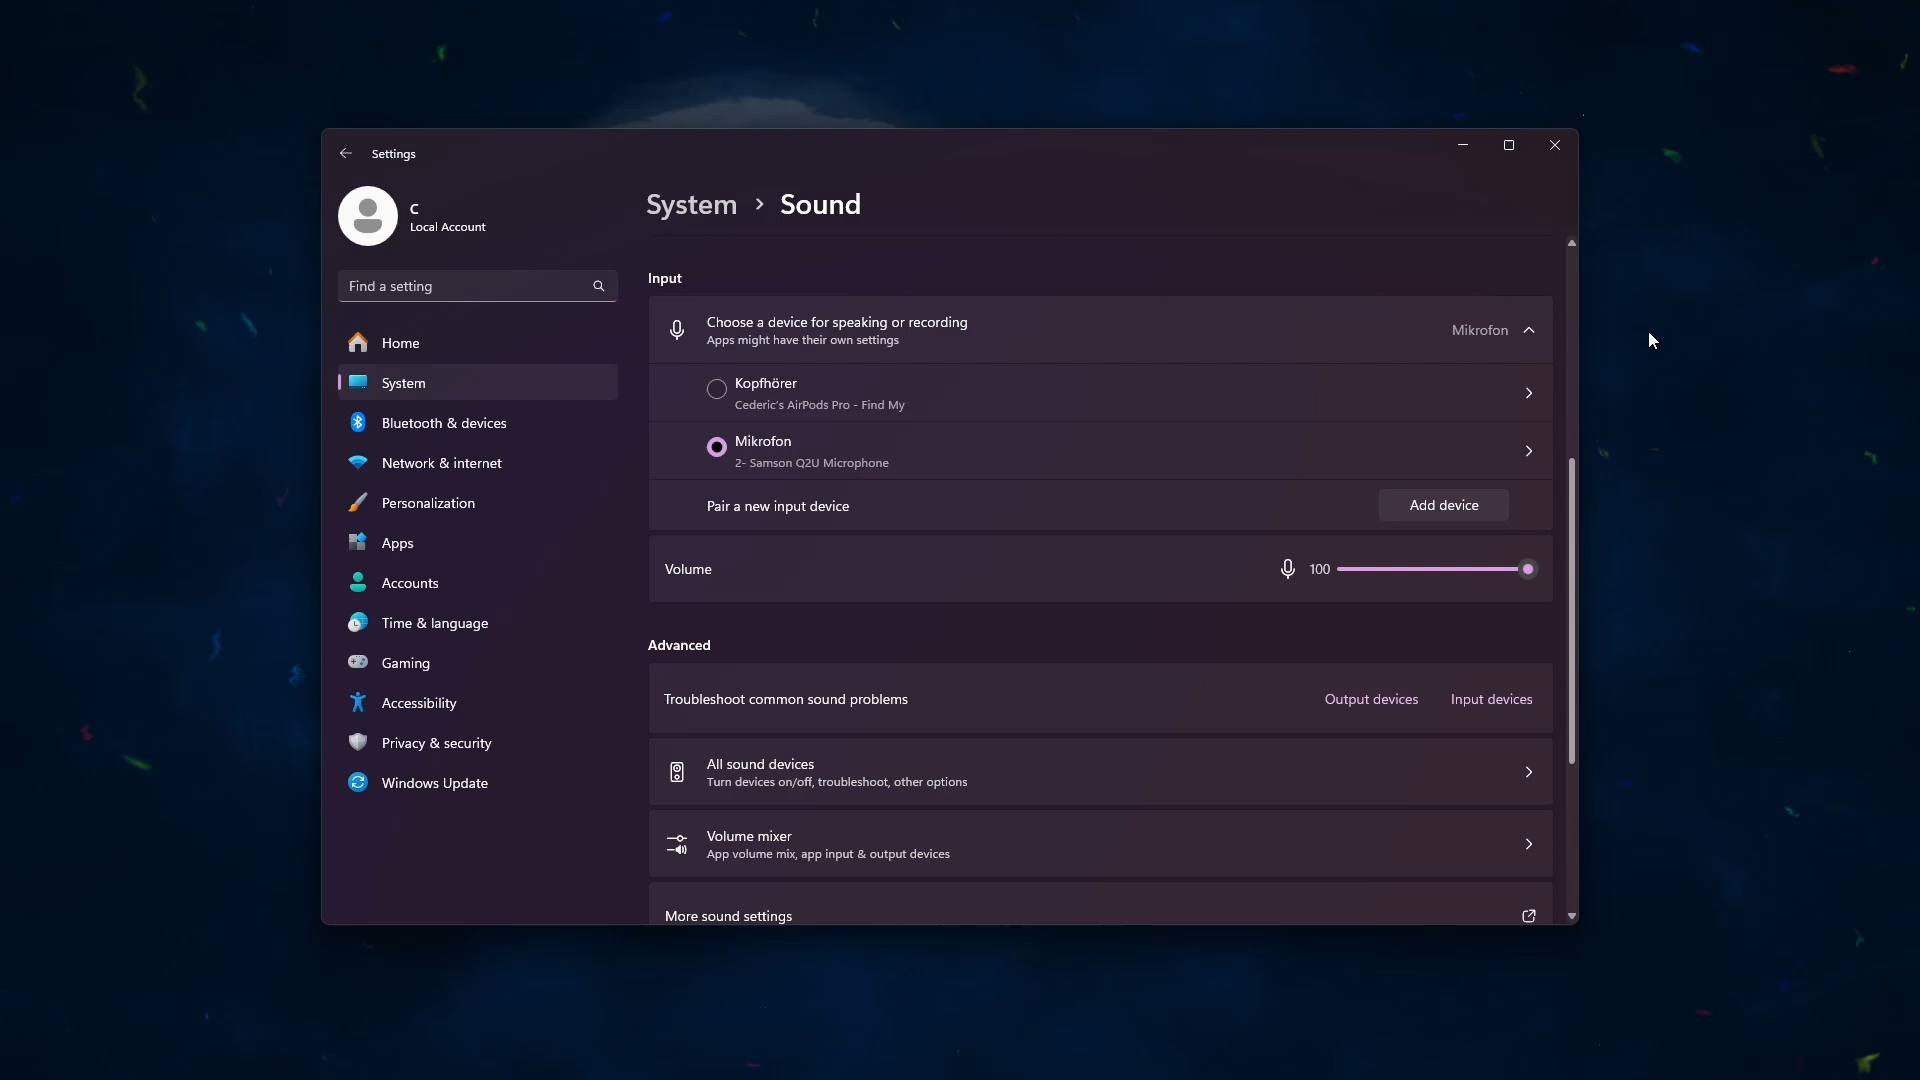 Settings
C
Local Account
Find a setting
Home
System
Bluetooth & devices
Network & internet
Personalization
Apps
Accounts
Time & language
Gaming
Accessibility
Privacy & security
Windows Update
System > Sound
Input
Choose a device for speaking or recording
Apps might have their own settings
Mikrofon
Kopfhörer
Cederic's AirPods Pro - Find My
Mikrofon
2- Samson Q2U Microphone
Pair a new input device
Add device
Volume
100
Advanced
Troubleshoot common sound problems
Output devices
Input devices
All sound devices
Turn devices on/off, troubleshoot, other options
Volume mixer
App volume mix, app input & output devices
More sound settings